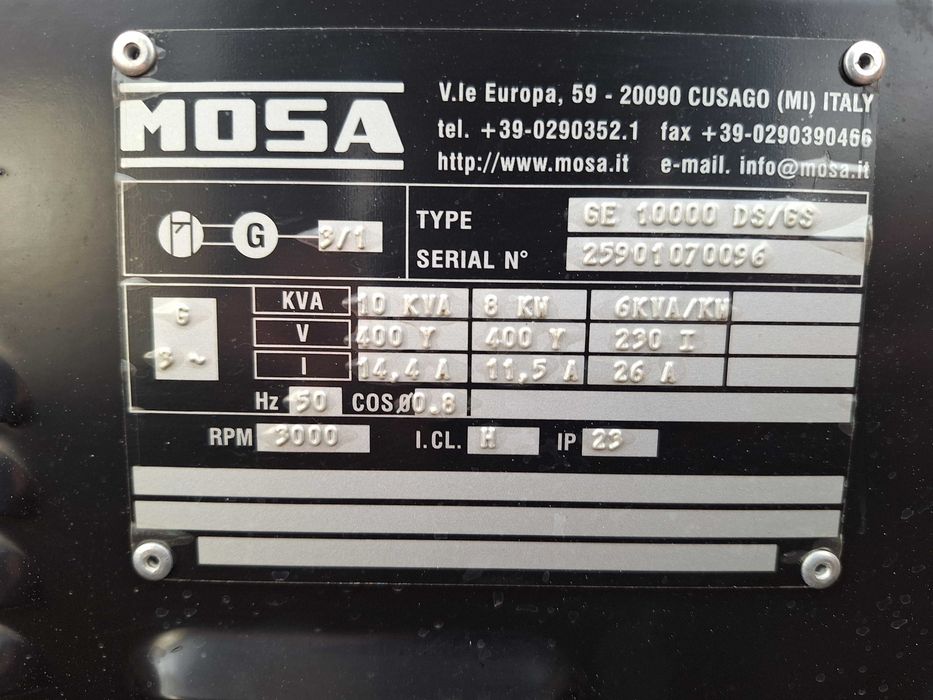 MOSA
V.le Europa, 59 - 20090 CUSAGO (MI) ITALY
tel. +39-0290352.1 fax +39-0290390466
http://www.mosa.it e-mail. info@mosa.it
G 3/1
TYPE GE 10000 DS/GS
SERIAL N° 25901070096
G
3 ~
KVA 10 KVA 8 KW 6KVA/KW
V 400 Y 400 Y 230 I
I 14,4 A 11,5 A 26 A
Hz 50 COSØ0.8
RPM 3000 I.CL. H IP 23